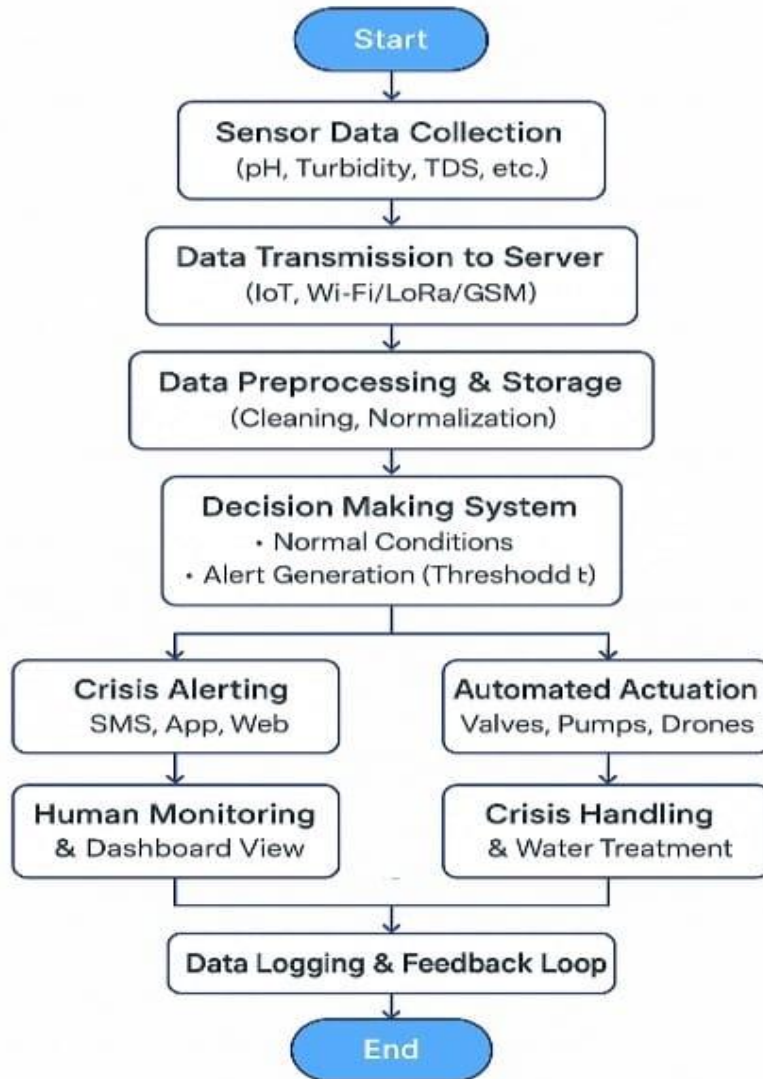 Start
Sensor Data Collection
(pH, Turbidity, TDS, etc.)
Data Transmission to Server
(IoT, Wi-Fi/LoRa/GSM)
Data Preprocessing & Storage
(Cleaning, Normalization)
Decision Making System
• Normal Conditions
• Alert Generation (Threshodd t)
Crisis Alerting
SMS, App, Web
Automated Actuation
Valves, Pumps, Drones
Human Monitoring
& Dashboard View
Crisis Handling
& Water Treatment
Data Logging & Feedback Loop
End